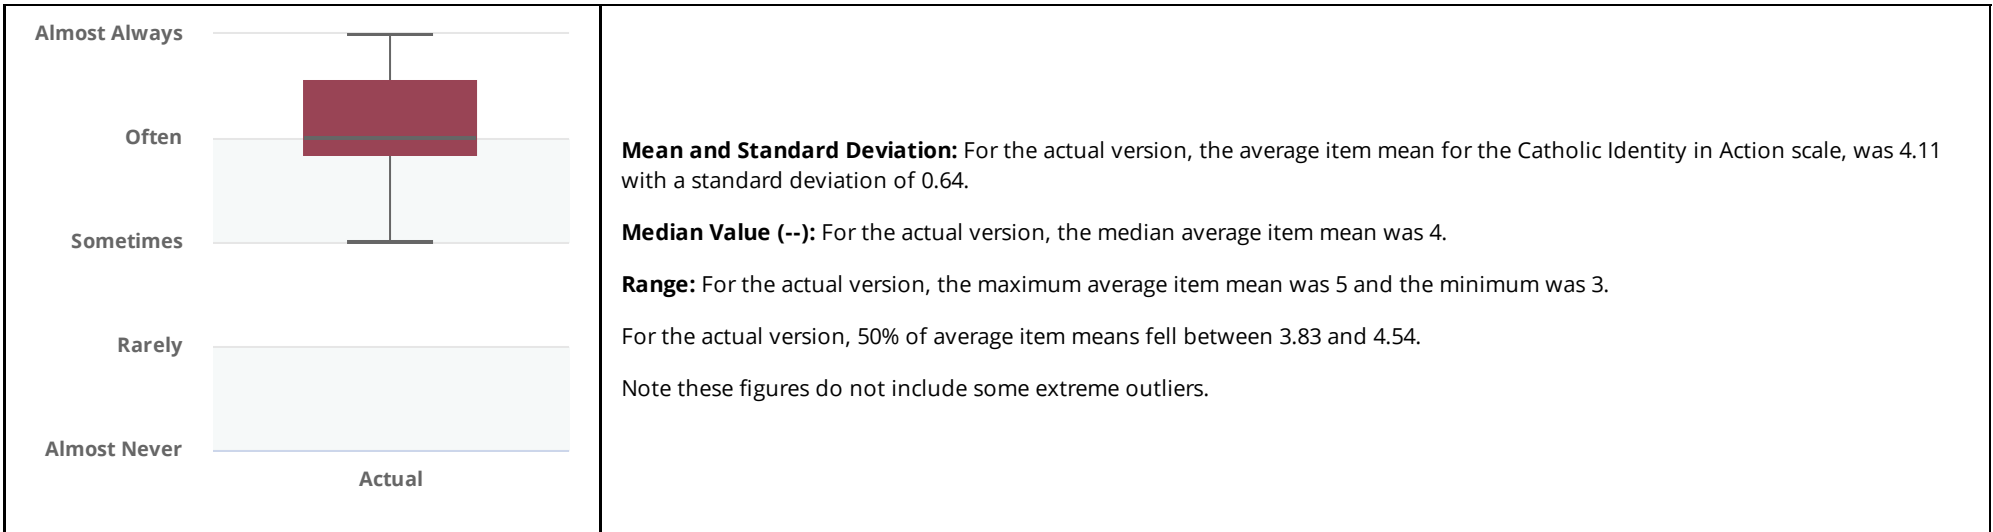 Almost Always
Often
Sometimes
Rarely
Almost Never
Actual
Mean and Standard Deviation: For the actual version, the average item mean for the Catholic Identity in Action scale, was 4.11
with a standard deviation of 0.64.
Median Value (--): For the actual version, the median average item mean was 4.
Range: For the actual version, the maximum average item mean was 5 and the minimum was 3.
For the actual version, 50% of average item means fell between 3.83 and 4.54.
Note these figures do not include some extreme outliers.